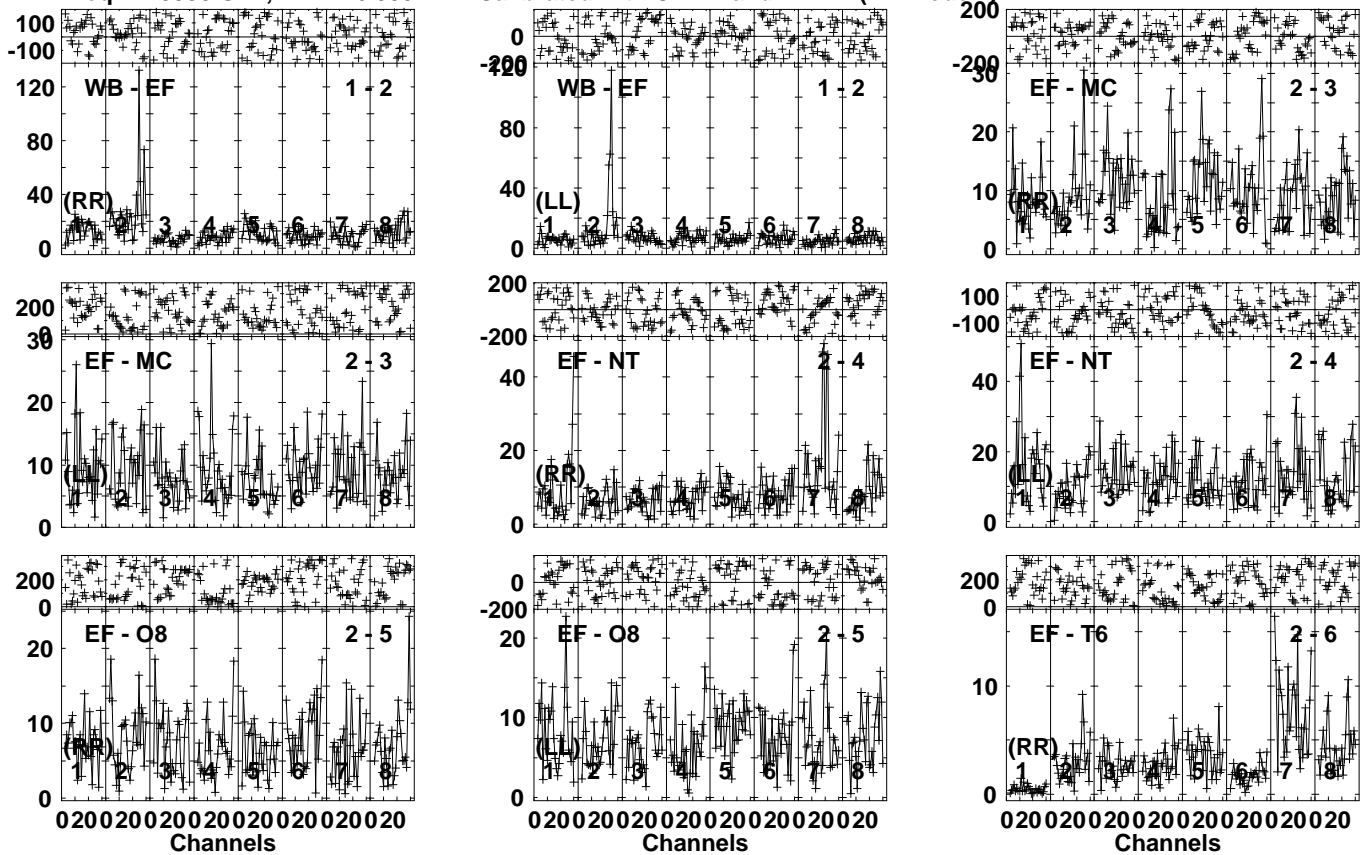 100 0 200
-100 -200 -200
120 WB - EF 1 - 2 120 WB - EF 1 - 2 30 EF - MC 2 - 3
80 80 20
40 (RR) 40 (LL) 10 (RR)
1 2 3 4 5 6 7 8 1 2 3 4 5 6 7 8 1 2 3 4 5 6 7 8
0 0 0
200 200 100
0 -200 -100
30 EF - MC 2 - 3 EF - NT 2 - 4 EF - NT 2 - 4
20 40 40
10 (LL) 20 (RR) 20 (LL)
1 2 3 4 5 6 7 8 1 2 3 4 5 6 7 8 1 2 3 4 5 6 7 8
0 0 0
200 0 200
0 -200 0
EF - O8 2 - 5 EF - O8 2 - 5 EF - T6 2 - 6
20 20
10 (RR) 10 (LL) 10 (RR)
1 2 3 4 5 6 7 8 1 2 3 4 5 6 7 8 1 2 3 4 5 6 7 8
0 0 0
020020020020020020020020 020020020020020020020020 020020020020020020020020
Channels Channels Channels